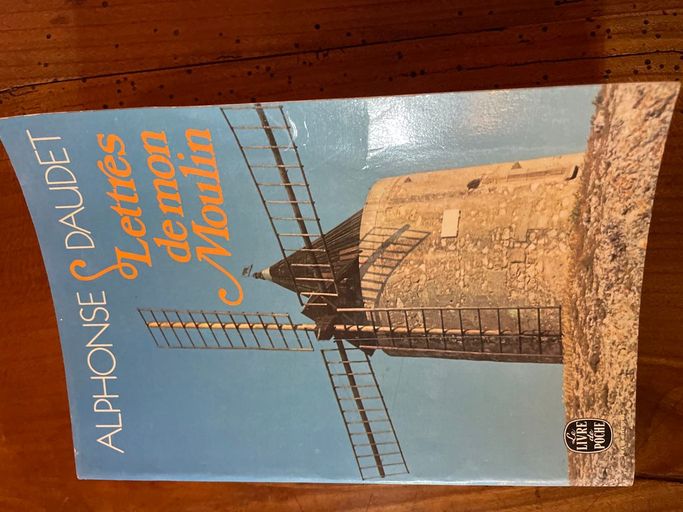 ALPHONSE DAUDET
Lettres
de mon
Moulin
Le
LIVRE
de
POCHE